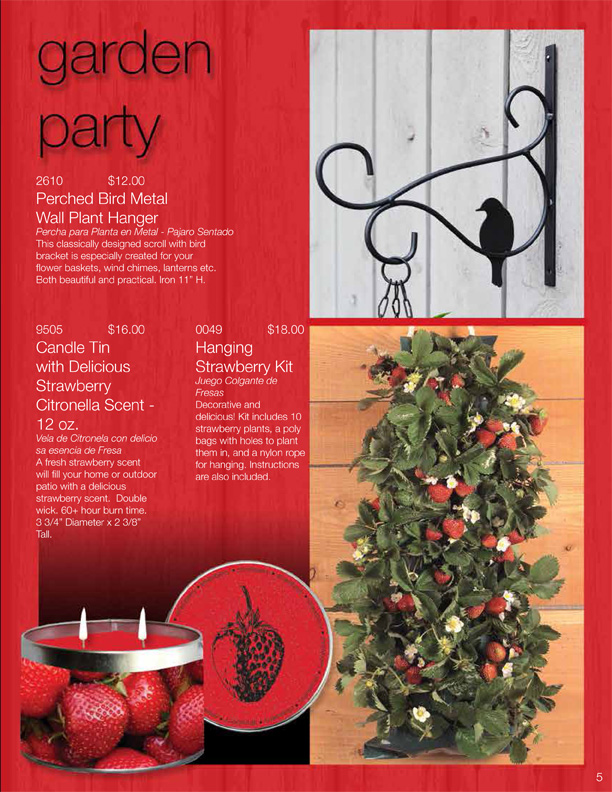 garden
party
2610 $12.00
Perched Bird Metal
Wall Plant Hanger
Percha para Planta en Metal - Pajaro Sentado
This classically designed scroll with bird
bracket is especially created for your
flower baskets, wind chimes, lanterns etc.
Both beautiful and practical. Iron 11" H.
9505 $16.00
Candle Tin
with Delicious
Strawberry
Citronella Scent -
12 oz.
Vela de Citronela con delicio
sa esencia de Fresa
A fresh strawberry scent
will fill your home or outdoor
patio with a delicious
strawberry scent. Double
wick. 60+ hour burn time.
3 3/4" Diameter x 2 3/8"
Tall.
0049 $18.00
Hanging
Strawberry Kit
Juego Colgante de
Fresas
Decorative and
delicious! Kit includes 10
strawberry plants, a poly
bags with holes to plant
them in, and a nylon rope
for hanging. Instructions
are also included.
5